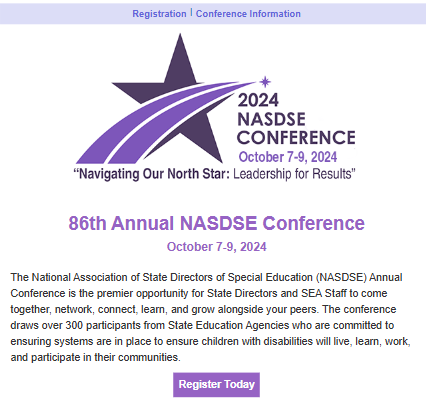 Registration | Conference Information
2024
NASDSE
CONFERENCE
October 7-9, 2024
“Navigating Our North Star: Leadership for Results”
86th Annual NASDSE Conference
October 7-9, 2024
The National Association of State Directors of Special Education (NASDSE) Annual
Conference is the premier opportunity for State Directors and SEA Staff to come
together, network, connect, learn, and grow alongside your peers. The conference
draws over 300 participants from State Education Agencies who are committed to
ensuring systems are in place to ensure children with disabilities will live, learn, work,
and participate in their communities.
Register Today